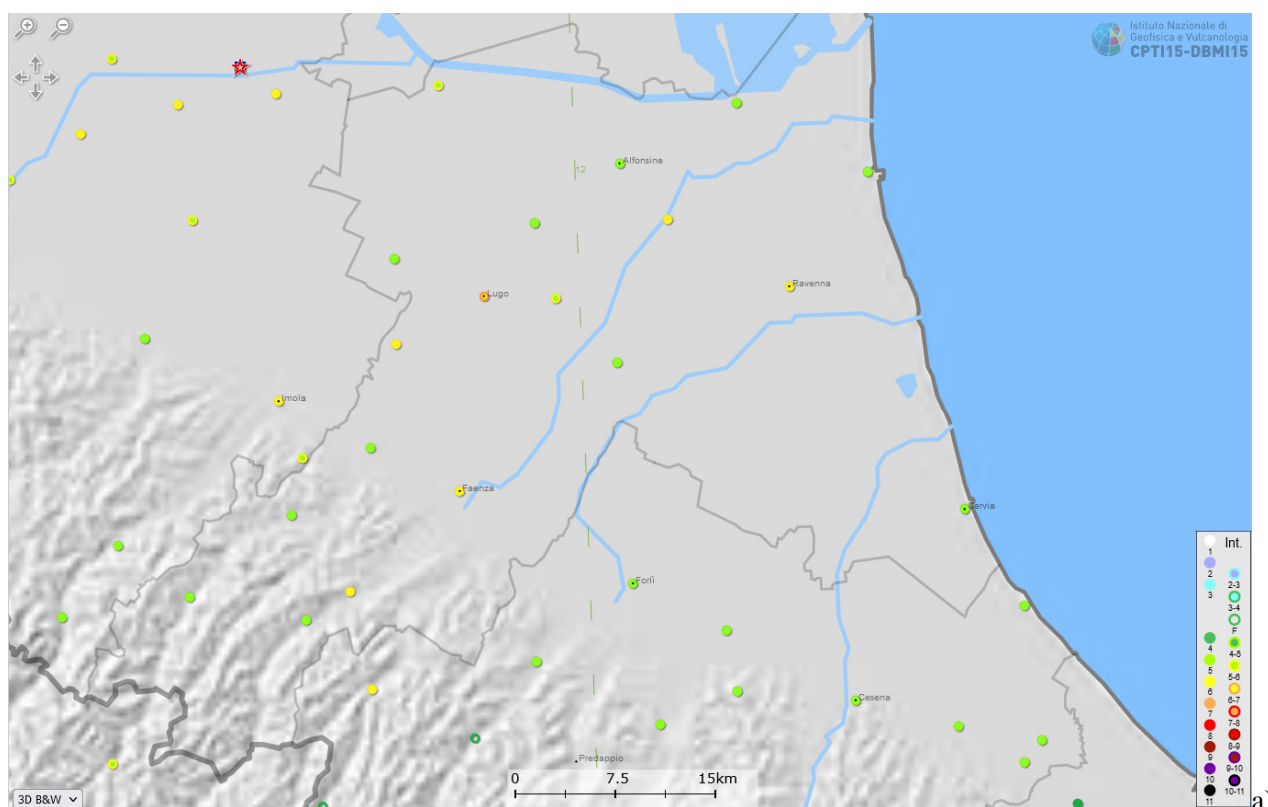 Istituto Nazionale di
Geofisica e Vulcanologia
CPTI15-DBMI15
Alfonsine
12
Lugo
Ravenna
Imola
Faenza
Cervia
Forlì
Cesena
Predappio
0 7.5 15km
Int.
1
2
2-3
3
3-4
F
4
4-5
5
5-6
6
6-7
7
7-8
8
8-9
9
9-10
10
10-11
11
3D B&W
a)